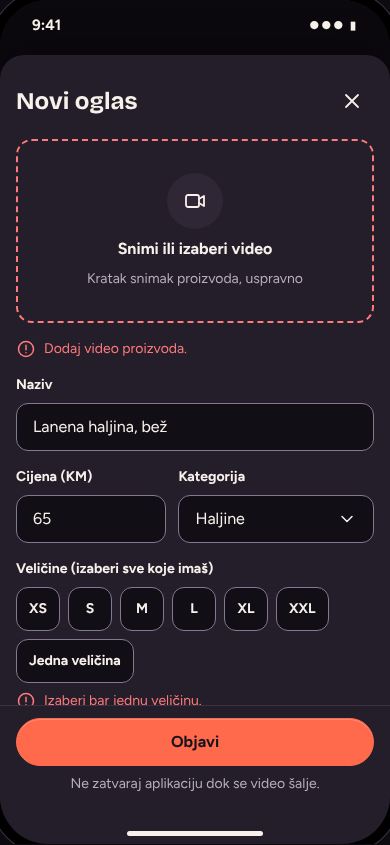 9:41
Novi oglas
Snimi ili izaberi video
Kratak snimak proizvoda, uspravno
Dodaj video proizvoda.
Naziv
Lanena haljina, bež
Cijena (KM) Kategorija
65 Haljine
Veličine (izaberi sve koje imaš)
XS S M L XL XXL
Jedna veličina
Izaberi bar jednu veličinu.
Objavi
Ne zatvaraj aplikaciju dok se video šalje.